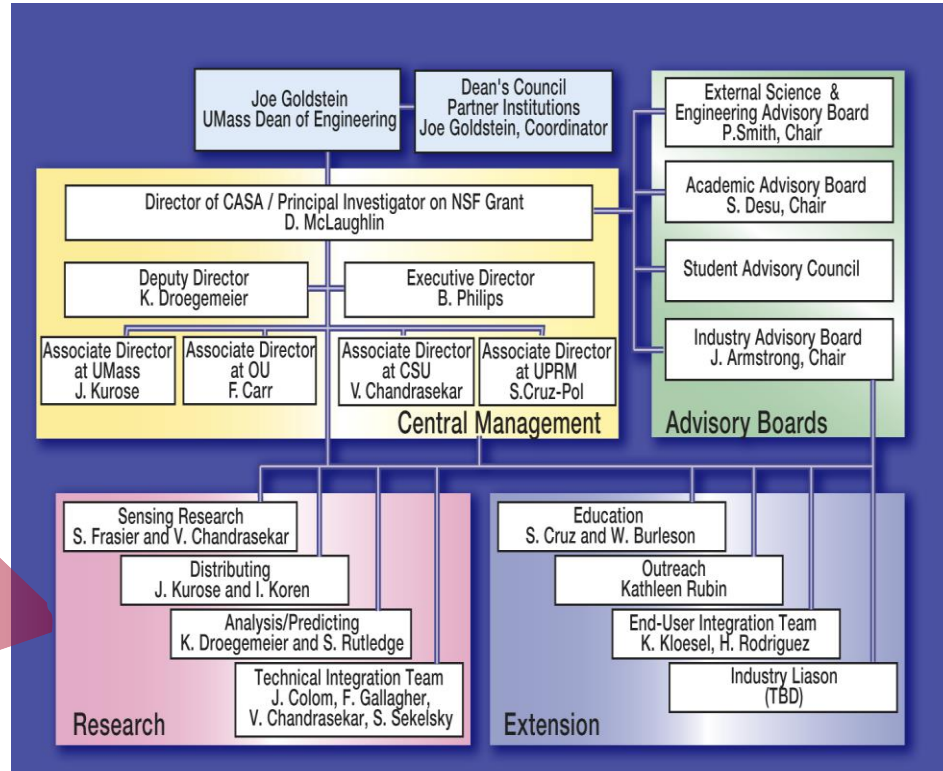 Joe Goldstein
UMass Dean of Engineering
Dean's Council
Partner Institutions
Joe Goldstein, Coordinator
External Science &
Engineering Advisory Board
P.Smith, Chair
Academic Advisory Board
S. Desu, Chair
Student Advisory Council
Industry Advisory Board
J. Armstrong, Chair
Advisory Boards
Director of CASA / Principal Investigator on NSF Grant
D. McLaughlin
Deputy Director
K. Droegemeier
Executive Director
B. Philips
Associate Director
at UMass
J. Kurose
Associate Director
at OU
F. Carr
Associate Director
at CSU
V. Chandrasekar
Associate Director
at UPRM
S.Cruz-Pol
Central Management
Sensing Research
S. Frasier and V. Chandrasekar
Distributing
J. Kurose and I. Koren
Analysis/Predicting
K. Droegemeier and S. Rutledge
Technical Integration Team
J. Colom, F. Gallagher,
V. Chandrasekar, S. Sekelsky
Research
Education
S. Cruz and W. Burleson
Outreach
Kathleen Rubin
End-User Integration Team
K. Kloesel, H. Rodriguez
Industry Liason
(TBD)
Extension